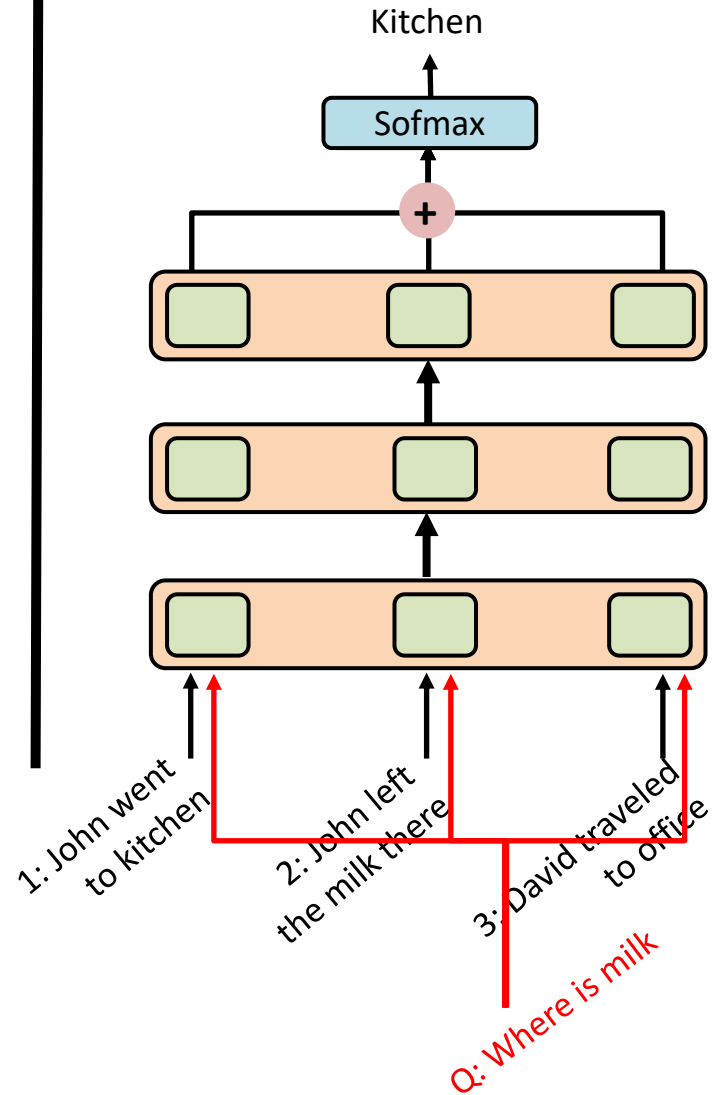 Kitchen
Sofmax
+
1: John went
to kitchen
2: John left
the milk there
3: David traveled
to office
Q: Where is milk